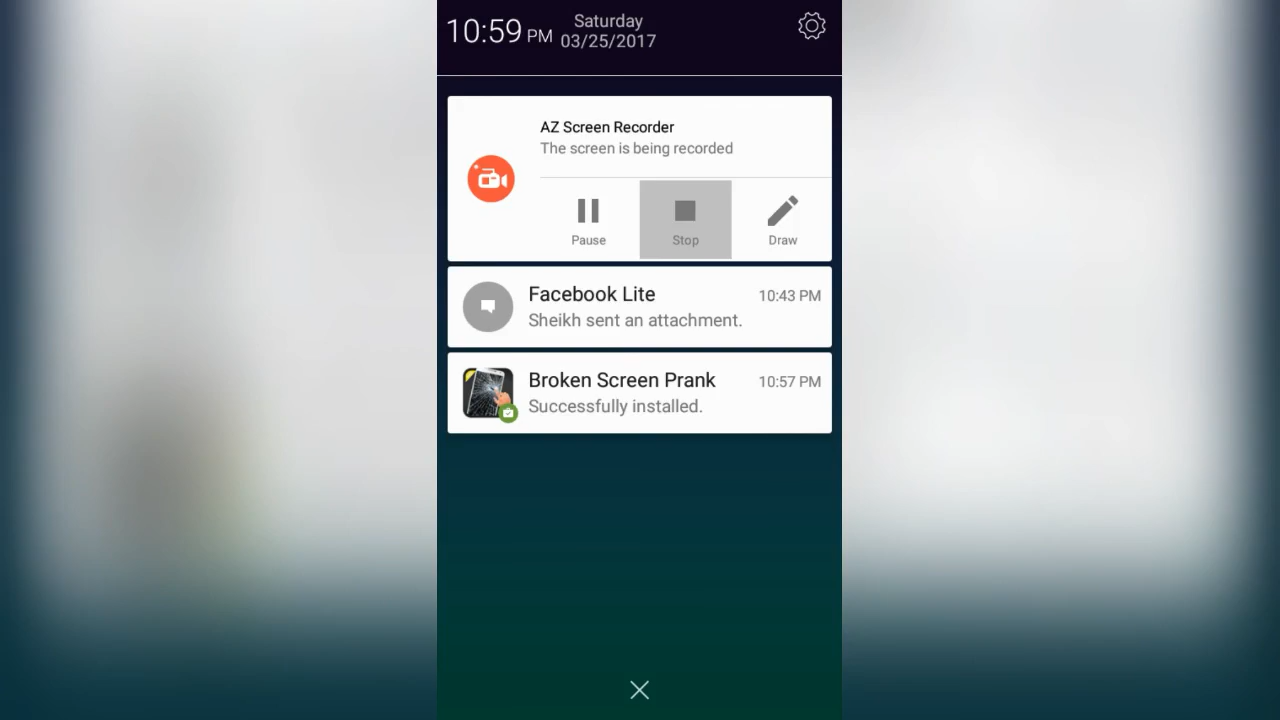 10:59 PM
Saturday
03/25/2017
AZ Screen Recorder
The screen is being recorded
Pause
Stop
Draw
Facebook Lite
10:43 PM
Sheikh sent an attachment.
Broken Screen Prank
10:57 PM
Successfully installed.